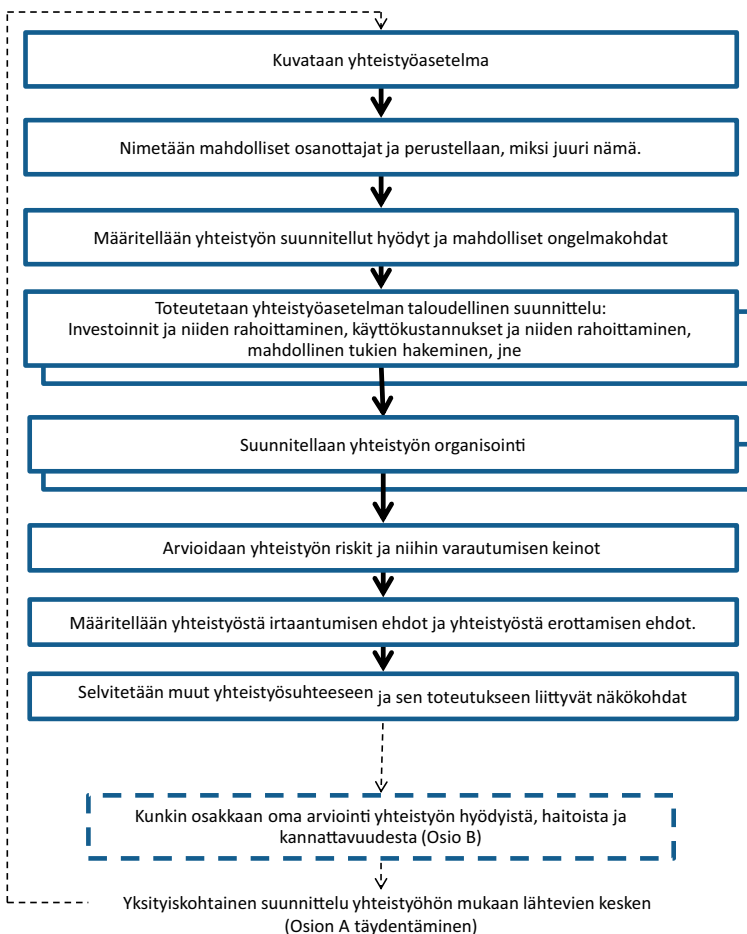 Kuvataan yhteistyöasetelma
Nimetään mahdolliset osanottajat ja perustellaan, miksi juuri nämä.
Määritellään yhteistyön suunnitellut hyödyt ja mahdolliset ongelmakohdat
Toteutetaan yhteistyöasetelman taloudellinen suunnittelu:
Investoinnit ja niiden rahoittaminen, käyttökustannukset ja niiden rahoittaminen,
mahdollinen tukien hakeminen, jne
Suunnitellaan yhteistyön organisointi
Arvioidaan yhteistyön riskit ja niihin varautumisen keinot
Määritellään yhteistyöstä irtaantumisen ehdot ja yhteistyöstä erottamisen ehdot.
Selvitetään muut yhteistyösuhteeseen ja sen toteutukseen liittyvät näkökohdat
Kunkin osakkaan oma arviointi yhteistyön hyödyistä, haitoista ja
kannattavuudesta (Osio B)
Yksityiskohtainen suunnittelu yhteistyöhön mukaan lähtevien kesken
(Osion A täydentäminen)